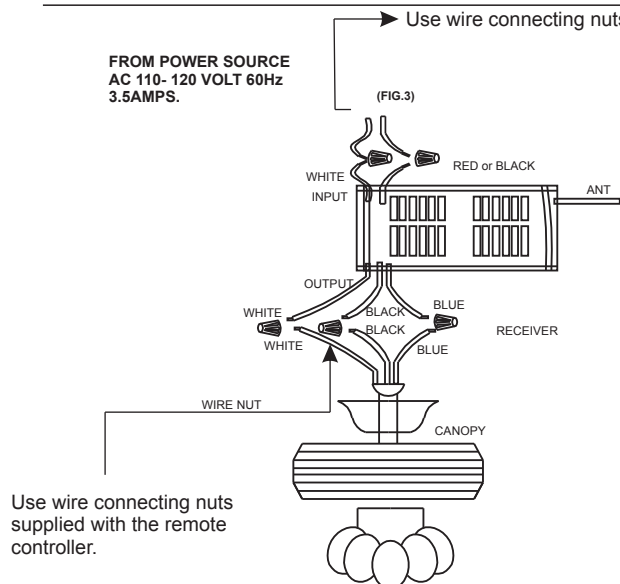 Use wire connecting nuts
FROM POWER SOURCE
AC 110- 120 VOLT 60Hz
3.5AMPS.
(FIG.3)
RED or BLACK
WHITE
INPUT
ANT
OUTPUT
WHITE
BLACK
BLUE
BLACK
RECEIVER
WHITE
BLUE
WIRE NUT
CANOPY
Use wire connecting nuts
supplied with the remote
controller.